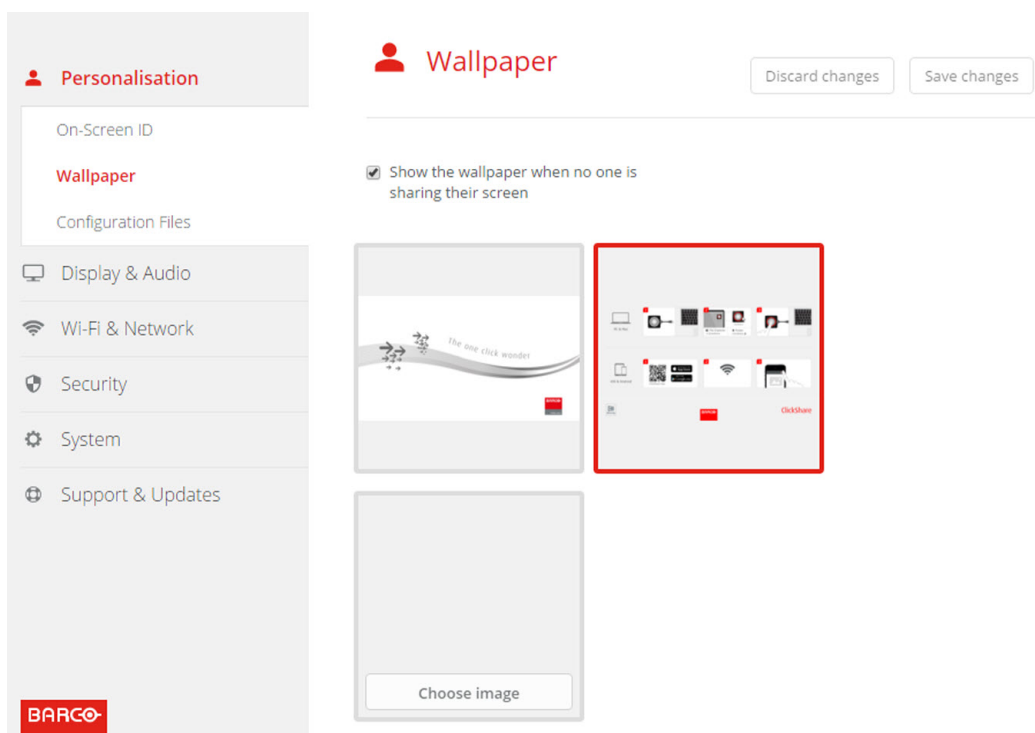 Personalisation
On-Screen ID
Wallpaper
Configuration Files
Display & Audio
Wi-Fi & Network
Security
System
Support & Updates
BARCO
Wallpaper
Discard changes
Save changes
Show the wallpaper when no one is
sharing their screen
The one click wonder
BARCO
ClickShare
Choose image